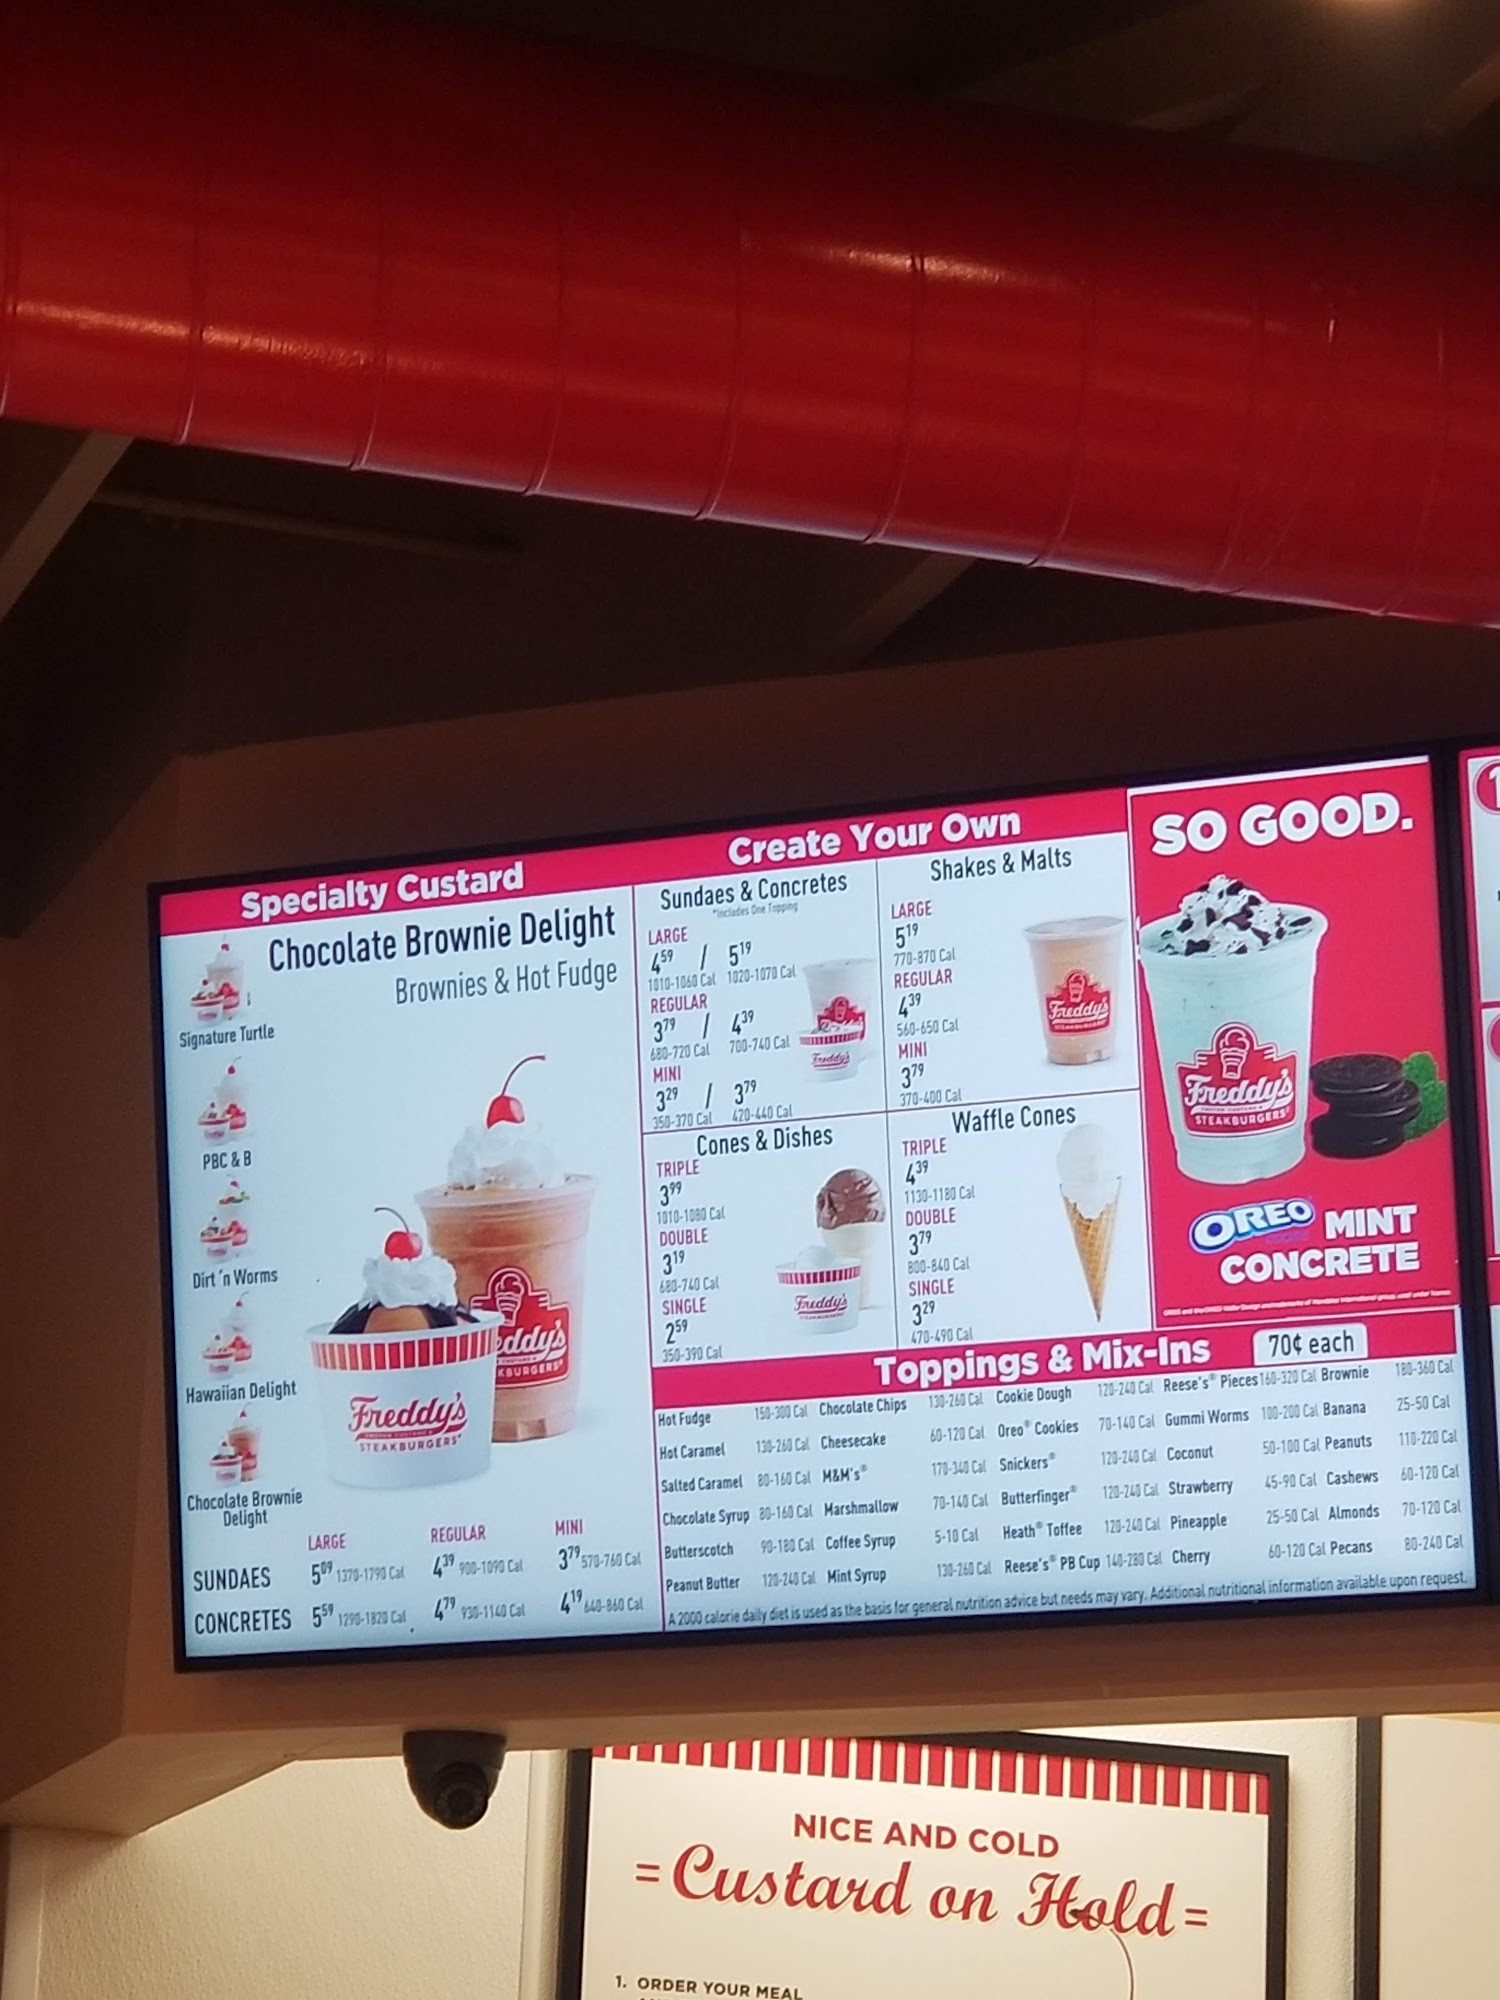 Specialty Custard
Chocolate Brownie Delight
Brownies & Hot Fudge
Signature Turtle
PBC & B
Dirt 'n Worms
Hawaiian Delight
Chocolate Brownie
Delight
Freddy's
STEAKBURGERS
eddy's
KBURGERS
LARGE REGULAR MINI
SUNDAES 5⁰⁹ 1370-1790 Cal 4³⁹ 900-1090 Cal 3⁷⁹ 570-760 Cal
CONCRETES 5⁵⁹ 1290-1820 Cal 4⁷⁹ 930-1140 Cal 4¹⁹ 640-860 Cal
Create Your Own
Sundaes & Concretes
*Includes One Topping
LARGE
4⁵⁹ / 5¹⁹
1010-1060 Cal 1020-1070 Cal
REGULAR
3⁷⁹ / 4³⁹
680-720 Cal 700-740 Cal
MINI
3²⁹ / 3⁷⁹
350-370 Cal 420-440 Cal
Freddy's
Shakes & Malts
LARGE
5¹⁹
770-870 Cal
REGULAR
4³⁹
560-650 Cal
MINI
3⁷⁹
370-400 Cal
Freddy's
STEAKBURGERS
Cones & Dishes
TRIPLE
3⁹⁹
1010-1080 Cal
DOUBLE
3¹⁹
680-740 Cal
SINGLE
2⁵⁹
350-390 Cal
Freddy's
Waffle Cones
TRIPLE
4³⁹
1130-1180 Cal
DOUBLE
3⁷⁹
800-840 Cal
SINGLE
3²⁹
470-490 Cal
SO GOOD.
Freddy's
FROZEN CUSTARD &
STEAKBURGERS
OREO MINT
CONCRETE
Toppings & Mix-Ins 70¢ each
Hot Fudge 150-300 Cal Chocolate Chips 130-260 Cal Cookie Dough 120-240 Cal Reese's® Pieces 160-320 Cal Brownie 180-360 Cal
Hot Caramel 130-260 Cal Cheesecake 60-120 Cal Oreo® Cookies 70-140 Cal Gummi Worms 100-200 Cal Banana 25-50 Cal
Salted Caramel 80-160 Cal M&M's® 170-340 Cal Snickers® 120-240 Cal Coconut 50-100 Cal Peanuts 110-220 Cal
Chocolate Syrup 80-160 Cal Marshmallow 70-140 Cal Butterfinger® 120-240 Cal Strawberry 45-90 Cal Cashews 60-120 Cal
Butterscotch 90-180 Cal Coffee Syrup 5-10 Cal Heath® Toffee 120-240 Cal Pineapple 25-50 Cal Almonds 70-120 Cal
Peanut Butter 120-240 Cal Mint Syrup 130-260 Cal Reese's® PB Cup 140-280 Cal Cherry 60-120 Cal Pecans 80-240 Cal
A 2000 calorie daily diet is used as the basis for general nutrition advice but needs may vary. Additional nutritional information available upon request.
NICE AND COLD
=Custard on Hold=
1. ORDER YOUR MEAL